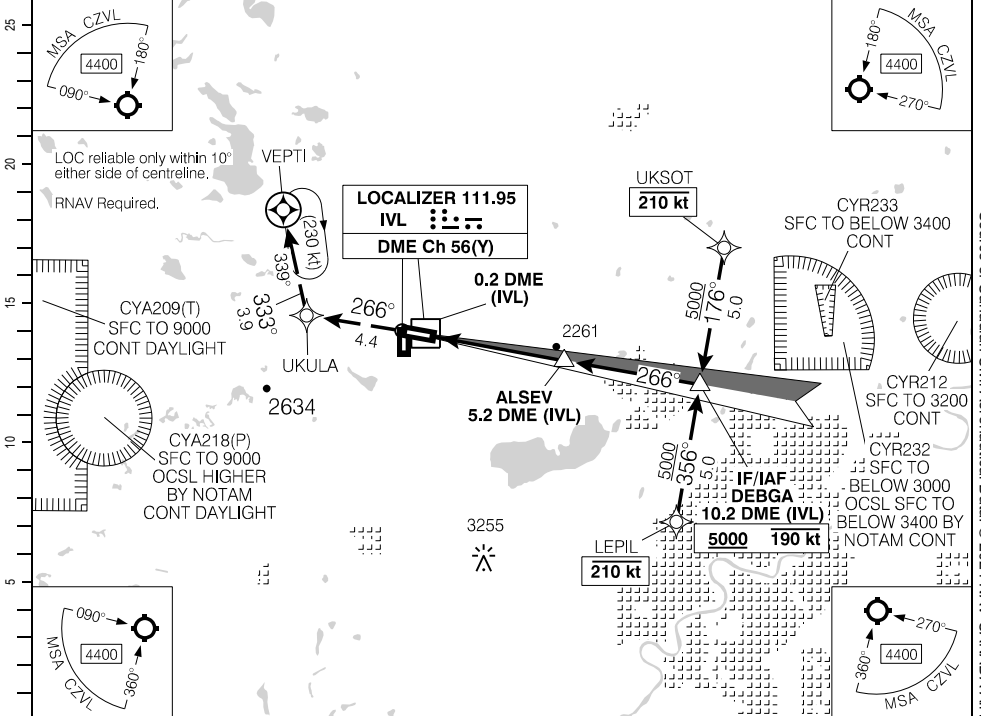 25
20
15
10
5
MSA CZVL
4400
180°
090°
MSA CZVL
4400
180°
270°
LOC reliable only within 10°
either side of centreline.
RNAV Required.
VEPTI
(230 kt)
339°
333°
3.9
UKULA
266°
4.4
LOCALIZER 111.95
IVL
DME Ch 56(Y)
0.2 DME
(IVL)
UKSOT
210 kt
5000
176°
5.0
CYR233
SFC TO BELOW 3400
CONT
CYA209(T)
SFC TO 9000
CONT DAYLIGHT
2634
2261
ALSEV
5.2 DME (IVL)
266°
CYR212
SFC TO 3200
CONT
CYA218(P)
SFC TO 9000
OCSL HIGHER
BY NOTAM
CONT DAYLIGHT
CYR232
SFC TO
BELOW 3000
OCSL SFC TO
BELOW 3400 BY
NOTAM CONT
5000
356°
5.0
IF/IAF
DEBGA
10.2 DME (IVL)
5000 190 kt
LEPIL
210 kt
3255
090°
4400
360°
MSA CZVL
270°
4400
360°
MSA CZVL